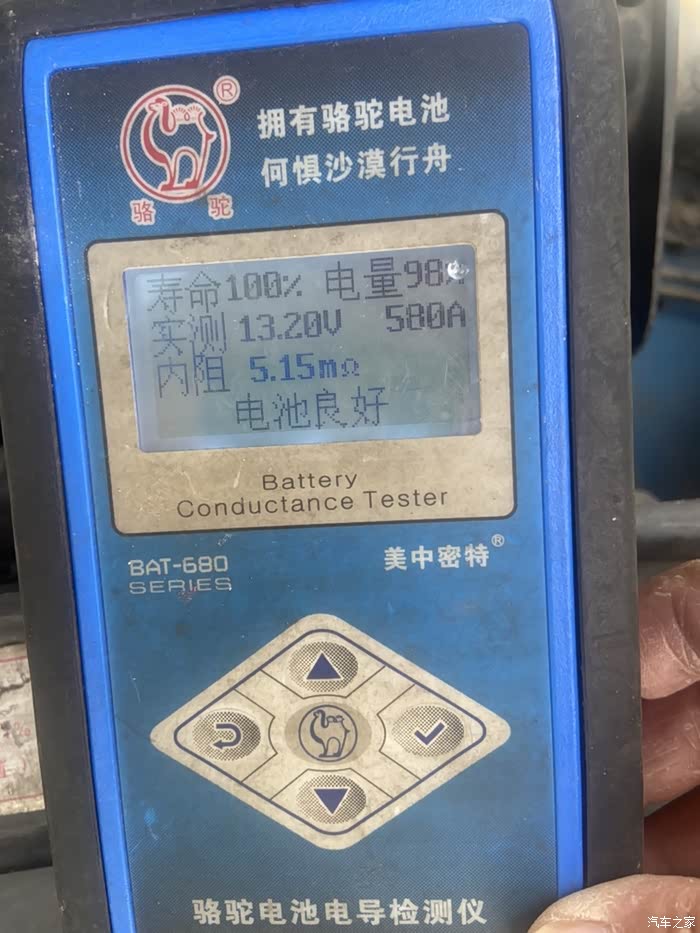 ®
拥有骆驼电池
何惧沙漠行舟
骆 驼
寿命100% 电量98%
实测 13.20V 580A
内阻 5.15mΩ
电池良好
Battery
Conductance Tester
BAT-680
SERIES
美中密特®
骆驼电池电导检测仪
汽车之家